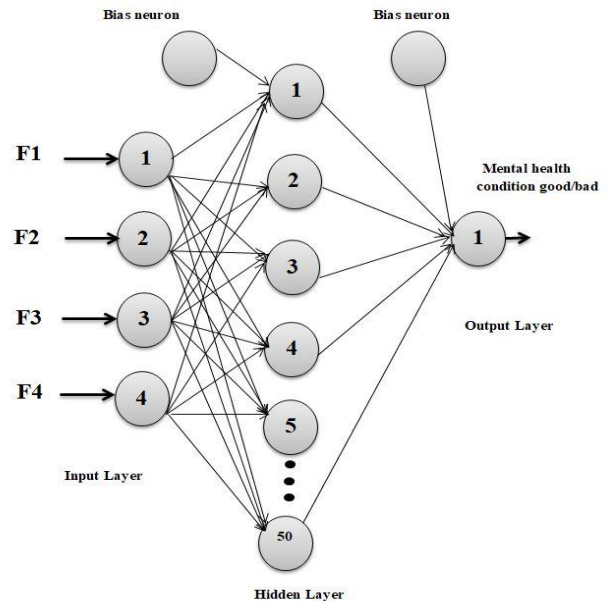 Bias neuron
Bias neuron
1
F1
1
2
Mental health
condition good/bad
F2
2
3
1
F3
3
4
Output Layer
F4
4
5
Input Layer
50
Hidden Layer